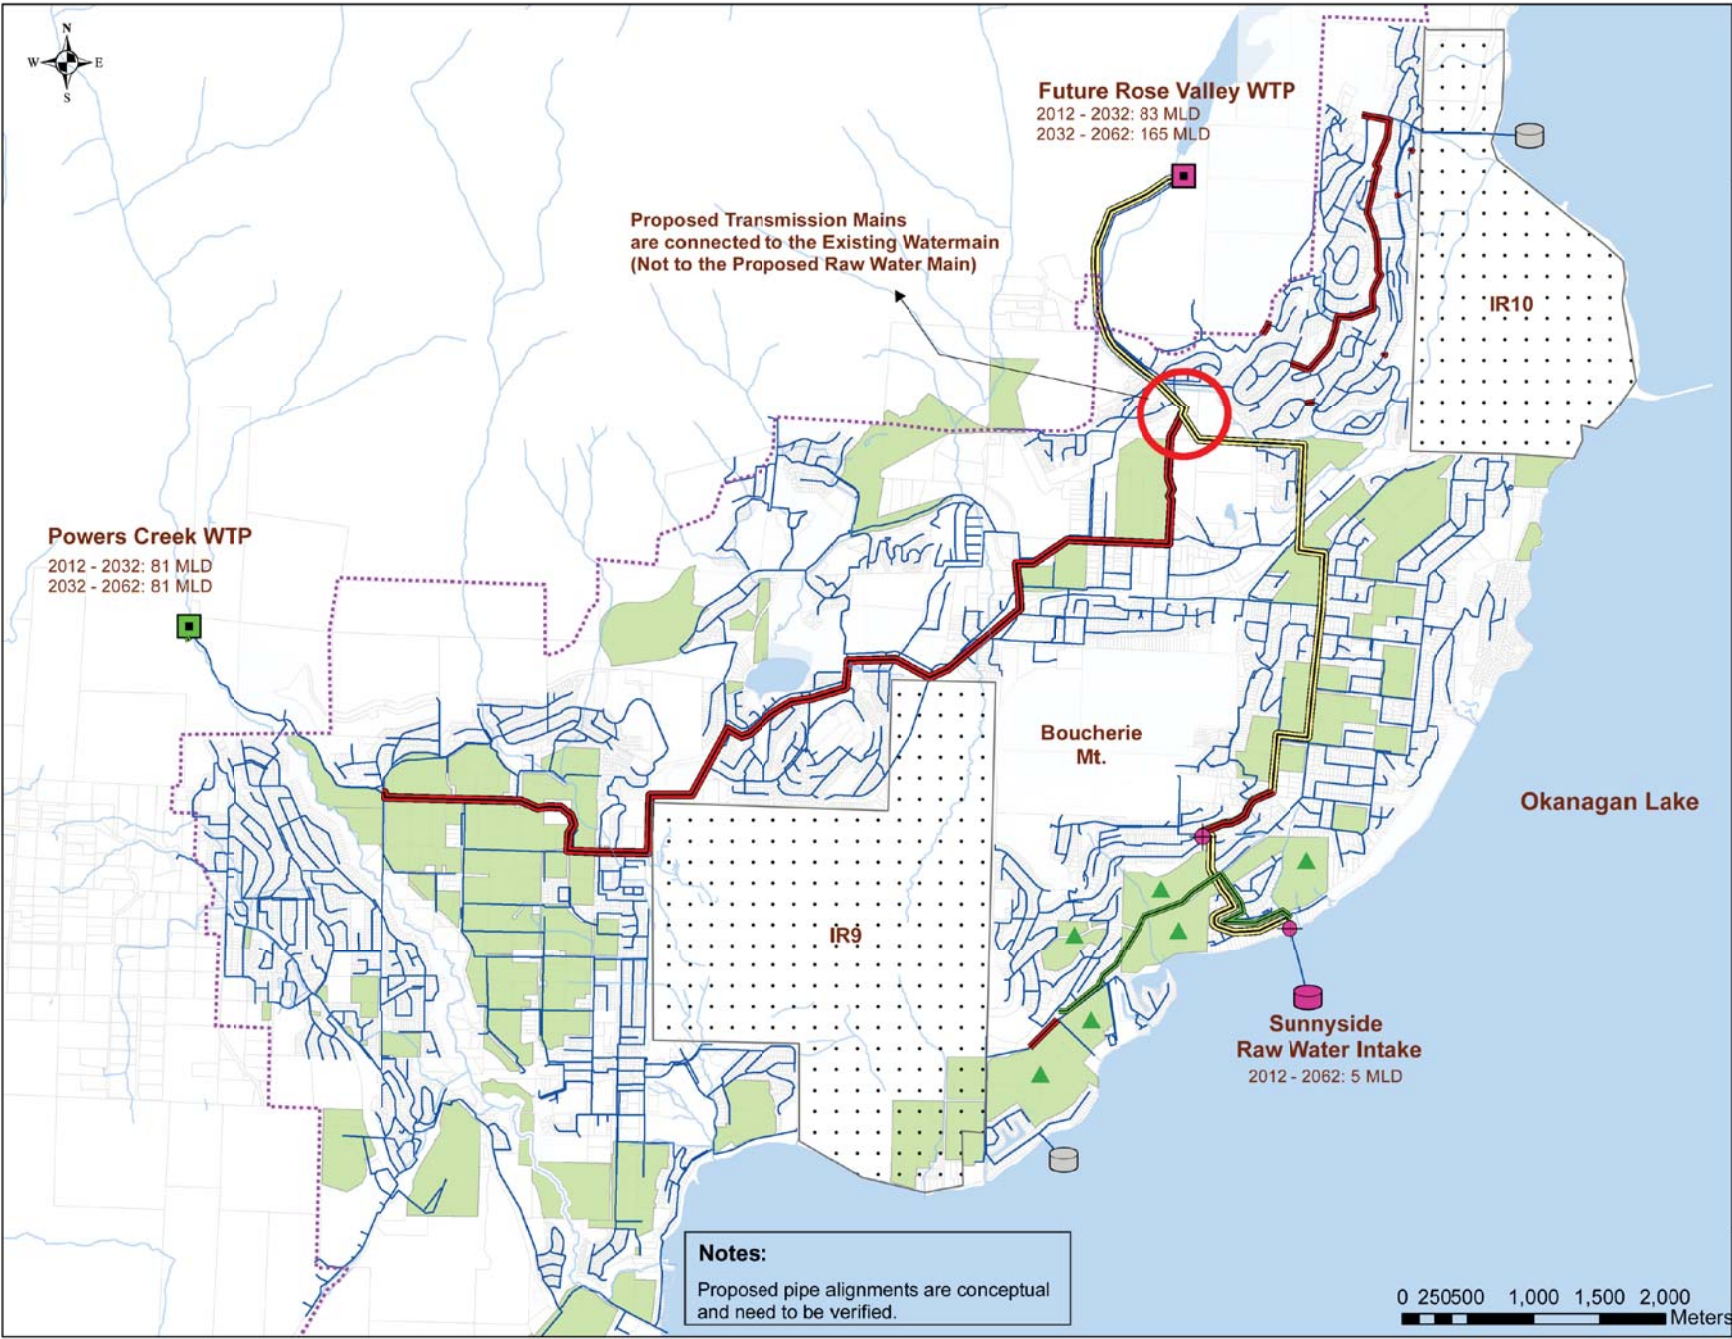 N
W E
S
Future Rose Valley WTP
2012 - 2032: 83 MLD
2032 - 2062: 165 MLD
Proposed Transmission Mains
are connected to the Existing Watermain
(Not to the Proposed Raw Water Main)
IR10
Powers Creek WTP
2012 - 2032: 81 MLD
2032 - 2062: 81 MLD
Boucherie
Mt.
Okanagan Lake
IR9
Sunnyside
Raw Water Intake
2012 - 2062: 5 MLD
Notes:
Proposed pipe alignments are conceptual
and need to be verified.
0 250500 1,000 1,500 2,000
Meters